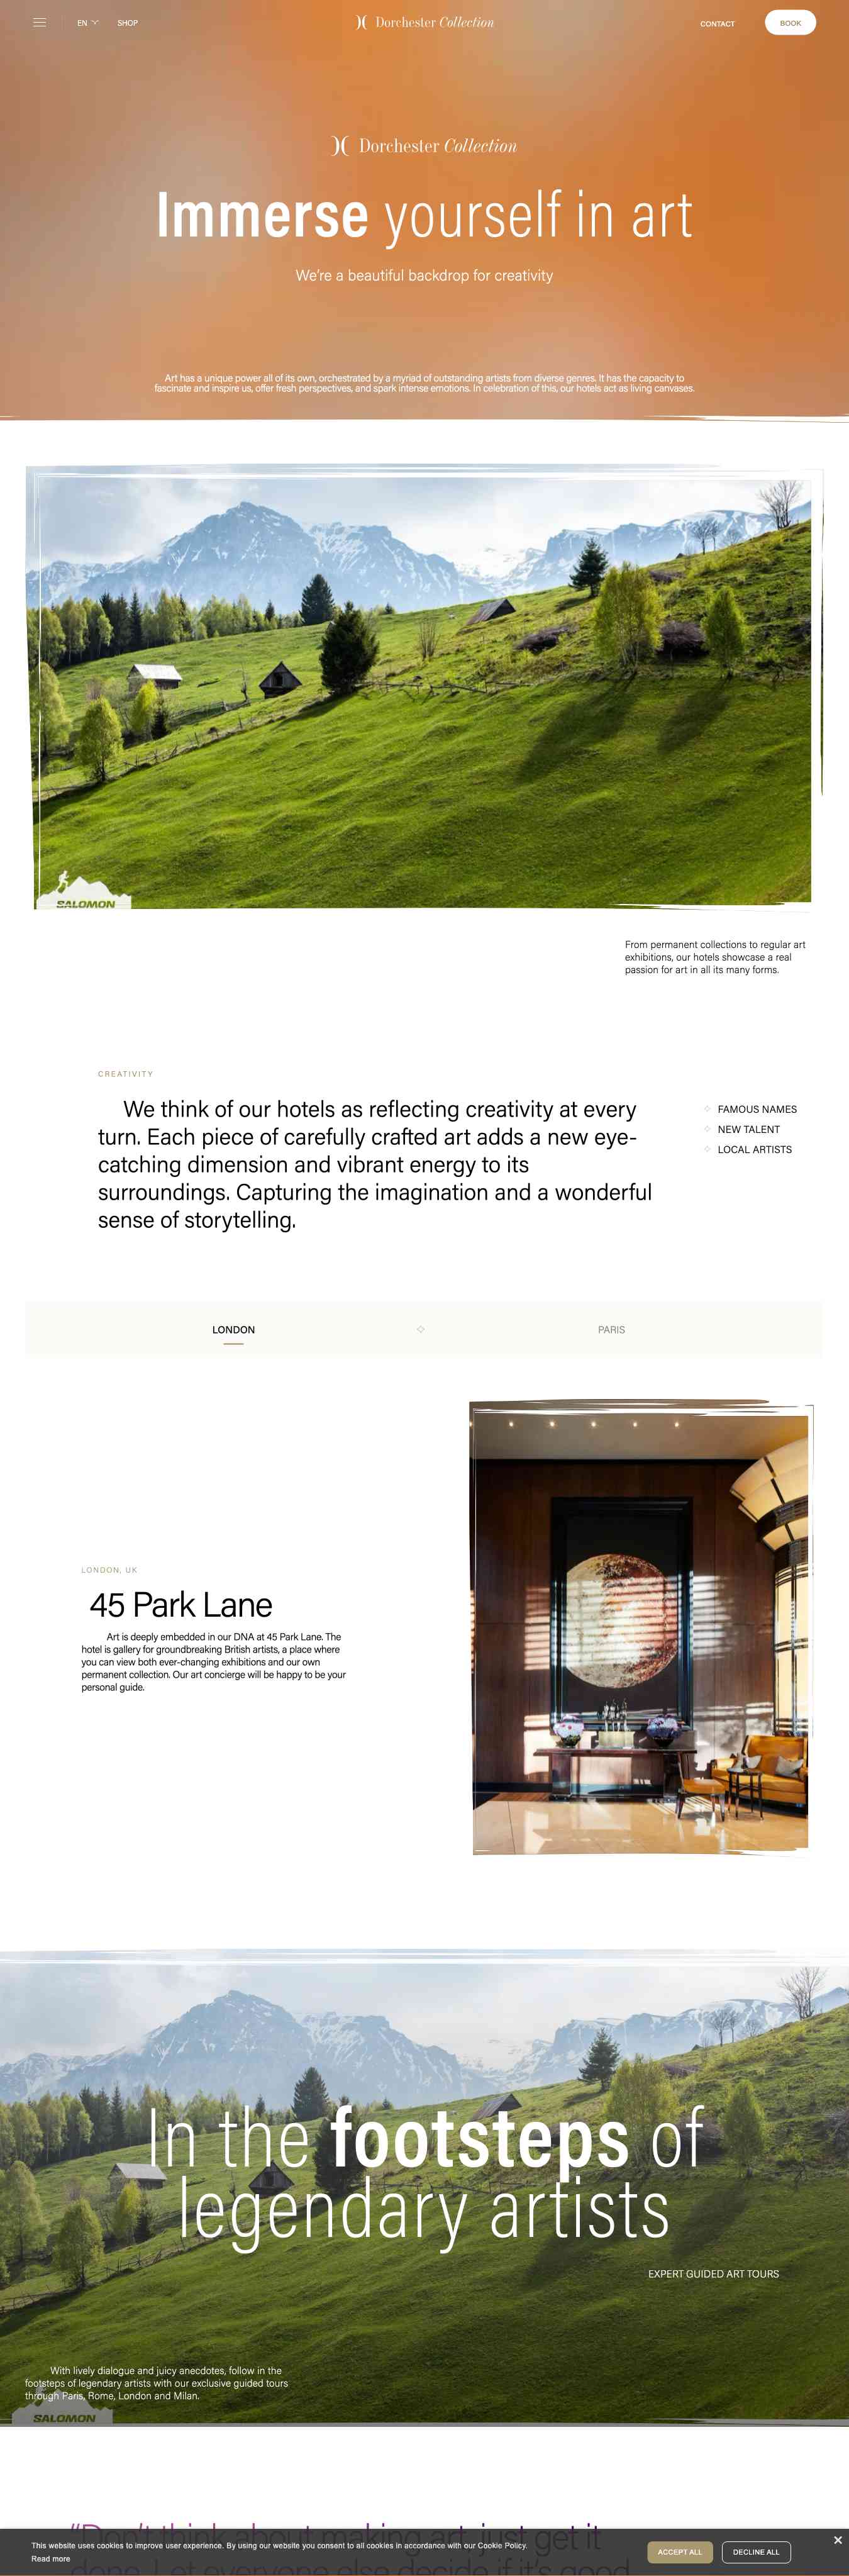 EN
SHOP
Dorchester Collection
CONTACT
BOOK
Dorchester Collection
Immerse yourself in art
We're a beautiful backdrop for creativity
Art has a unique power all of its own, orchestrated by a myriad of outstanding artists from diverse genres. It has the capacity to
fascinate and inspire us, offer fresh perspectives, and spark intense emotions. In celebration of this, our hotels act as living canvases.
SALOMON
From permanent collections to regular art
exhibitions, our hotels showcase a real
passion for art in all its many forms.
CREATIVITY
We think of our hotels as reflecting creativity at every
turn. Each piece of carefully crafted art adds a new eye-
catching dimension and vibrant energy to its
surroundings. Capturing the imagination and a wonderful
sense of storytelling.
FAMOUS NAMES
NEW TALENT
LOCAL ARTISTS
LONDON
PARIS
LONDON, UK
45 Park Lane
Art is deeply embedded in our DNA at 45 Park Lane. The
hotel is gallery for groundbreaking British artists, a place where
you can view both ever-changing exhibitions and our own
permanent collection. Our art concierge will be happy to be your
personal guide.
In the footsteps of
legendary artists
EXPERT GUIDED ART TOURS
With lively dialogue and juicy anecdotes, follow in the
footsteps of legendary artists with our exclusive guided tours
through Paris, Rome, London and Milan.
SALOMON
"Don't think about making art, just get it
done. Let everyone else decide if it's good
This website uses cookies to improve user experience. By using our website you consent to all cookies in accordance with our Cookie Policy.
Read more
ACCEPT ALL
DECLINE ALL